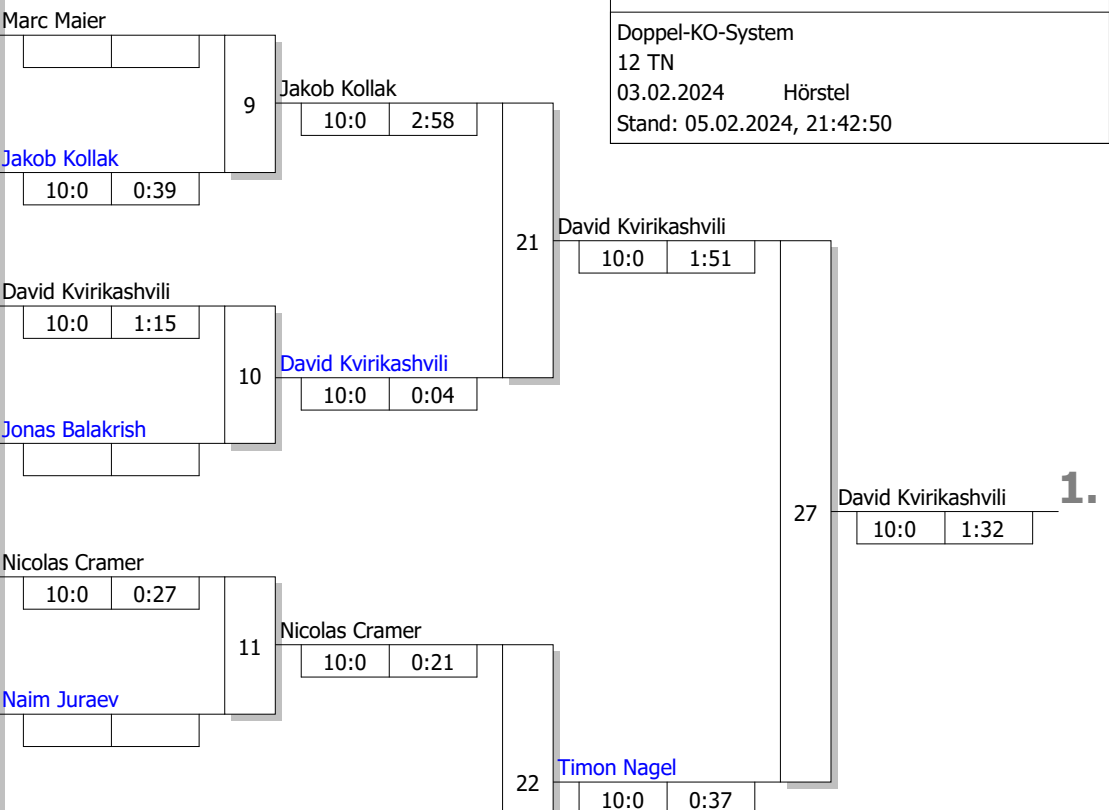 Marc Maier
Doppel-KO-System
12 TN
03.02.2024 Hörstel
Stand: 05.02.2024, 21:42:50
9
Jakob Kollak
10:0 2:58
Jakob Kollak
10:0 0:39
21
David Kvirikashvili
10:0 1:51
David Kvirikashvili
10:0 1:15
10
David Kvirikashvili
10:0 0:04
Jonas Balakrish
27
David Kvirikashvili
1.
10:0 1:32
Nicolas Cramer
10:0 0:27
11
Nicolas Cramer
10:0 0:21
Naim Juraev
22
Timon Nagel
10:0 0:37